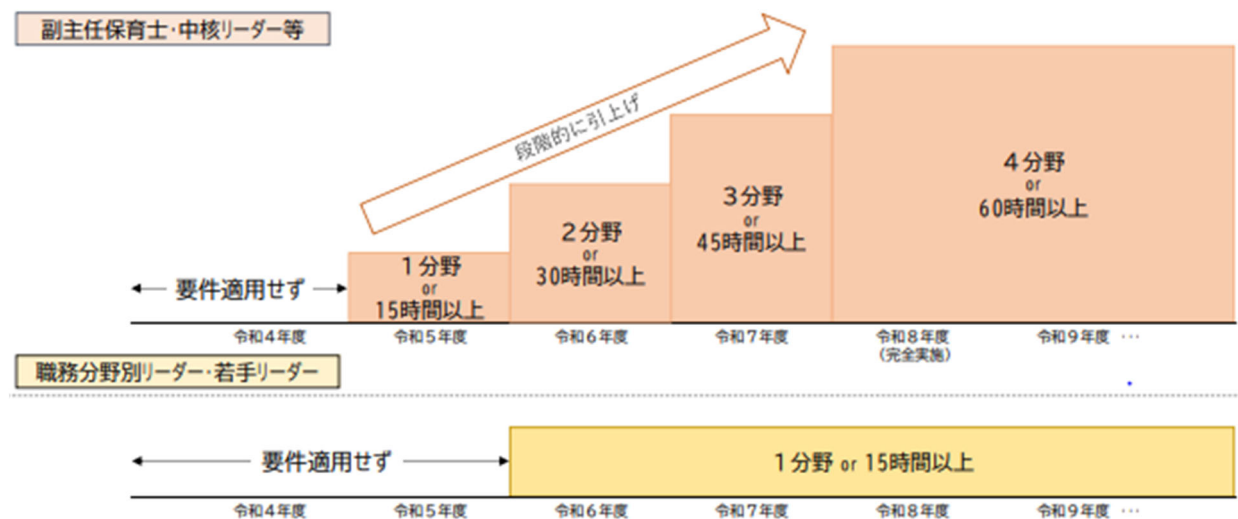 副主任保育士･中核リーダー等
段階的に引上げ
4分野
or
60時間以上
3分野
or
45時間以上
2分野
or
30時間以上
1分野
or
15時間以上
要件適用せず
令和4年度 令和5年度 令和6年度 令和7年度 令和8年度 令和9年度 …
(完全実施)
職務分野別リーダー･若手リーダー
要件適用せず
1分野 or 15時間以上
令和4年度 令和5年度 令和6年度 令和7年度 令和8年度 令和9年度 …